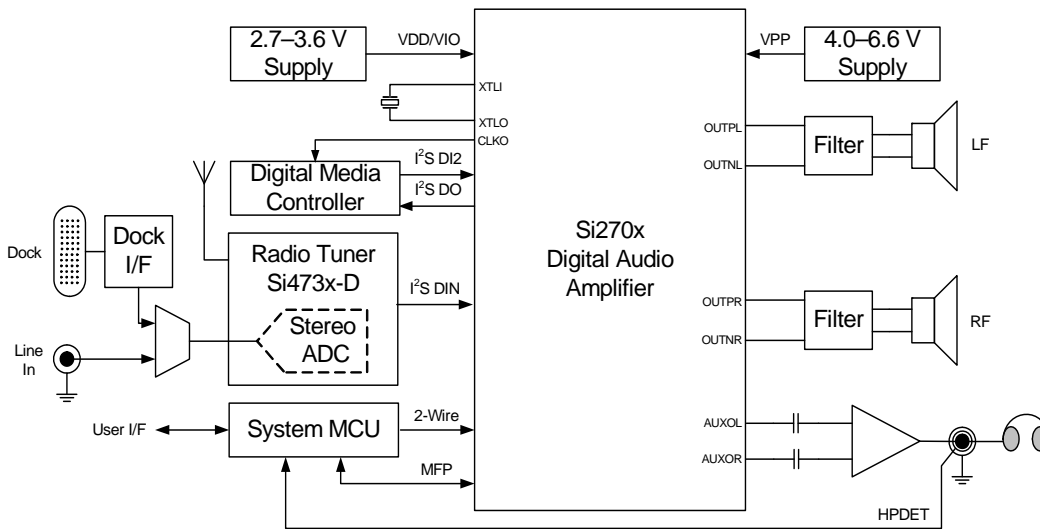 2.7–3.6 V
Supply
VDD/VIO
VPP
4.0–6.6 V
Supply
XTLI
XTLO
CLKO
I²S DI2
I²S DO
Digital Media
Controller
OUTPL
OUTNL
Filter
LF
Si270x
Digital Audio
Amplifier
Dock
Dock
I/F
Radio Tuner
Si473x-D
I²S DIN
Stereo
ADC
Line
In
OUTPR
OUTNR
Filter
RF
User I/F
System MCU
2-Wire
MFP
AUXOL
AUXOR
HPDET